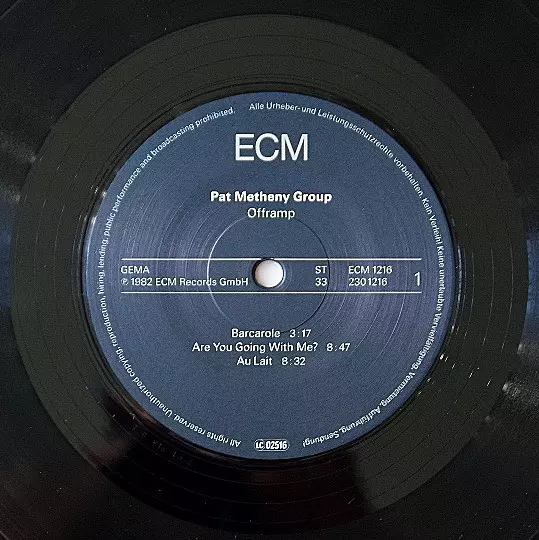 ECM
Pat Metheny Group
Offramp
GEMA ST ECM 1216
℗ 1982 ECM Records GmbH 33 2301216 1
Barcarole 3:17
Are You Going With Me? 8:47
Au Lait 8:32
LC 02516
All rights reserved. Unauthorized copying, reproduction, hiring, lending, public performance and broadcasting prohibited.
Alle Urheber- und Leistungsschutzrechte vorbehalten. Kein Verleih! Keine unerlaubte Vervielfältigung, Vermietung, Aufführung, Sendung!